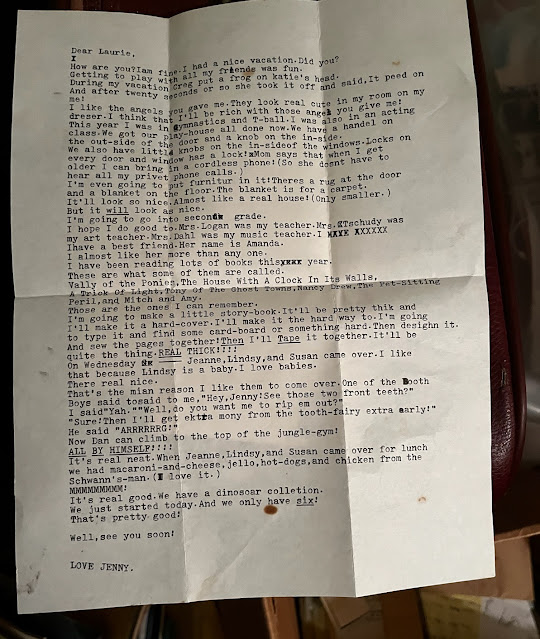 Dear Laurie,
I
How are you?Iam fine.I had a nice vacation.Did you?
Getting to play with all my friends was fun.
During my vacation Creg put a frog on katie's head.
And after twenty seconds or so she took it off and said,It peed on
me!
I like the angels you gave me.They look real cute in my room on my
dreser.I think that I'll be rich with those angel you give me!
This year I was in Gymnastics and T-ball.I was also in an acting
class.We got our play-house all done now.We have a handel on
the out-side of the door and a knob on the in-side.
We also have little knobs on the in-sideof the windows.Locks on
every door and window has a lock!Mom says that when I get
older I can bring in a cordless phone!(So she dosnt have to
hear all my privet phone calls.)
I'm even going to put furnitur in it!Theres a rug at the door
and a blanket on the floor.The blanket is for a carpet.
It'll look so nice.Almost like a real house!(Only smaller.)
But it will look as nice.
I'm going to go into second grade.
I hope I do good to.Mrs.Logan was my teacher.Mrs.Tschudy was
my art teacher.Mrs.Dahl was my music teacher.I XXXX XXXXXX
Ihave a best friend.Her name is Amanda.
I almost like her more than any one.
I have been reading lots of books this xxxx year.
These are what some of them are called.
Vally of the Ponies,The House With A Clock In Its Walls,
A Trick Of Light,Tony Of The Ghost Towns,Nancy Drew,The Pet-Sitting
Peril,and Mitch and Amy.
Those are the ones I can remember.
I'm going to make a little story-book.It'll be pretty thik and
I'll make it a hard-cover.I'll make it the hard way to.I'm going
to type it and find some card-board or something hard.Then desighn it.
And sew the pages together!Then I'll Tape it together.It'll be
quite the thing.REAL THICK!!!!
On Wednesday Jeanne,Lindsy,and Susan came over.I like
that because Lindsy is a baby.I love babies.
There real nice.
That's the mian reason I like them to come over.One of the Booth
Boys said tosaid to me,"Hey,Jenny!See those two front teeth?"
I said"Yah.""Well,do you want me to rip em out?"
"Sure!Then I'll get ektra mony from the tooth-fairy extra early!"
He said "ARRRRRRG!"
Now Dan can climb to the top of the jungle-gym!
ALL BY HIMSELF!!!!
It's real neat.When Jeanne,Lindsy,and Susan came over for lunch
we had macaroni-and-cheese,jello,hot-dogs,and chicken from the
Schwann's-man.(I love it.)
MMMMMMMMM!
It's real good.We have a dinosoar colletion.
We just started today.And we only have six!
That's pretty good!
Well,see you soon!
LOVE JENNY.